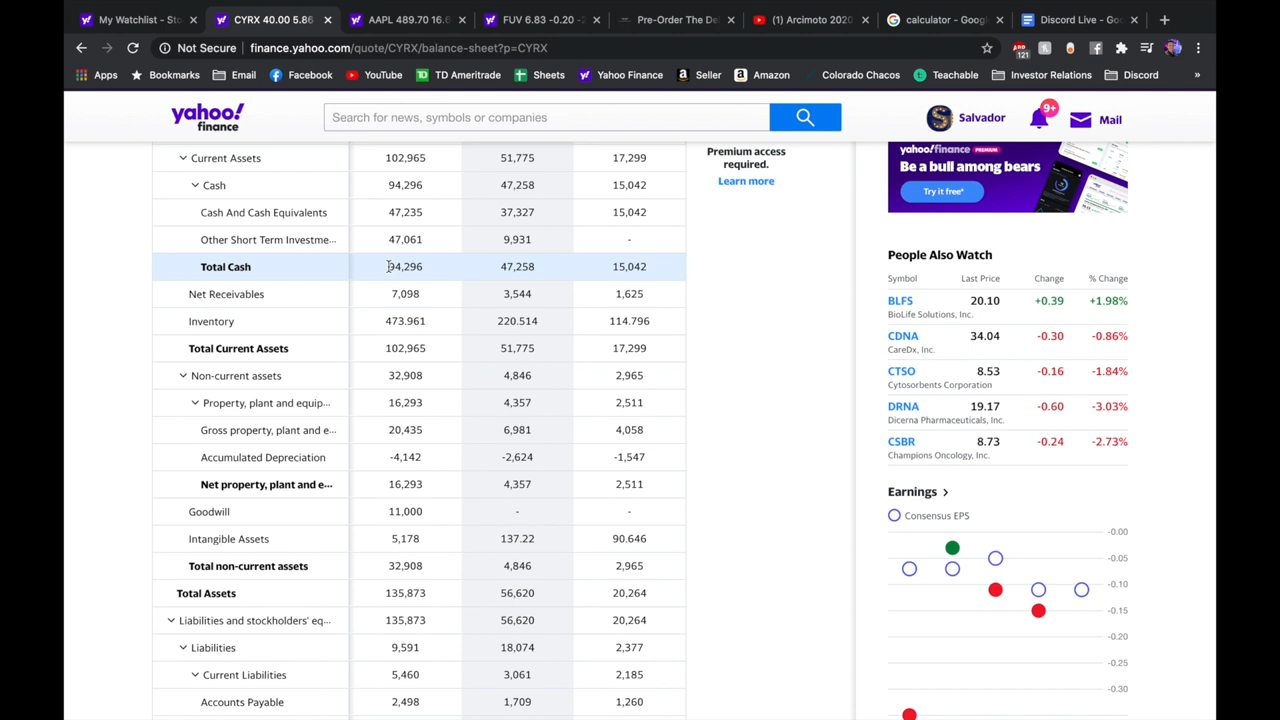 My Watchlist - Sto
CYRX 40.00 5.86
AAPL 489.70 16.6
FUV 6.83 -0.20 -2
Pre-Order The De
(1) Arcimoto 2020
calculator - Google
Discord Live - Goo
Not Secure | finance.yahoo.com/quote/CYRX/balance-sheet?p=CYRX
121
Apps Bookmarks Email Facebook YouTube TD Ameritrade Sheets Yahoo Finance Seller Amazon Colorado Chacos Teachable Investor Relations Discord »
yahoo!
finance
Search for news, symbols or companies
Salvador
9+
Mail
Current Assets 102,965 51,775 17,299
Cash 94,296 47,258 15,042
Cash And Cash Equivalents 47,235 37,327 15,042
Other Short Term Investme... 47,061 9,931 -
Total Cash 94,296 47,258 15,042
Net Receivables 7,098 3,544 1,625
Inventory 473.961 220.514 114.796
Total Current Assets 102,965 51,775 17,299
Non-current assets 32,908 4,846 2,965
Property, plant and equip... 16,293 4,357 2,511
Gross property, plant and e... 20,435 6,981 4,058
Accumulated Depreciation -4,142 -2,624 -1,547
Net property, plant and e... 16,293 4,357 2,511
Goodwill 11,000 - -
Intangible Assets 5,178 137.22 90.646
Total non-current assets 32,908 4,846 2,965
Total Assets 135,873 56,620 20,264
Liabilities and stockholders' eq... 135,873 56,620 20,264
Liabilities 9,591 18,074 2,377
Current Liabilities 5,460 3,061 2,185
Accounts Payable 2,498 1,709 1,260
Premium access
required.
Learn more
yahoo! finance PREMIUM
Be a bull among bears
Try it free*
People Also Watch
Symbol Last Price Change % Change
BLFS 20.10 +0.39 +1.98%
BioLife Solutions, Inc.
CDNA 34.04 -0.30 -0.86%
CareDx, Inc.
CTSO 8.53 -0.16 -1.84%
Cytosorbents Corporation
DRNA 19.17 -0.60 -3.03%
Dicerna Pharmaceuticals, Inc.
CSBR 8.73 -0.24 -2.73%
Champions Oncology, Inc.
Earnings >
Consensus EPS
-0.00
-0.05
-0.10
-0.15
-0.20
-0.25
-0.30